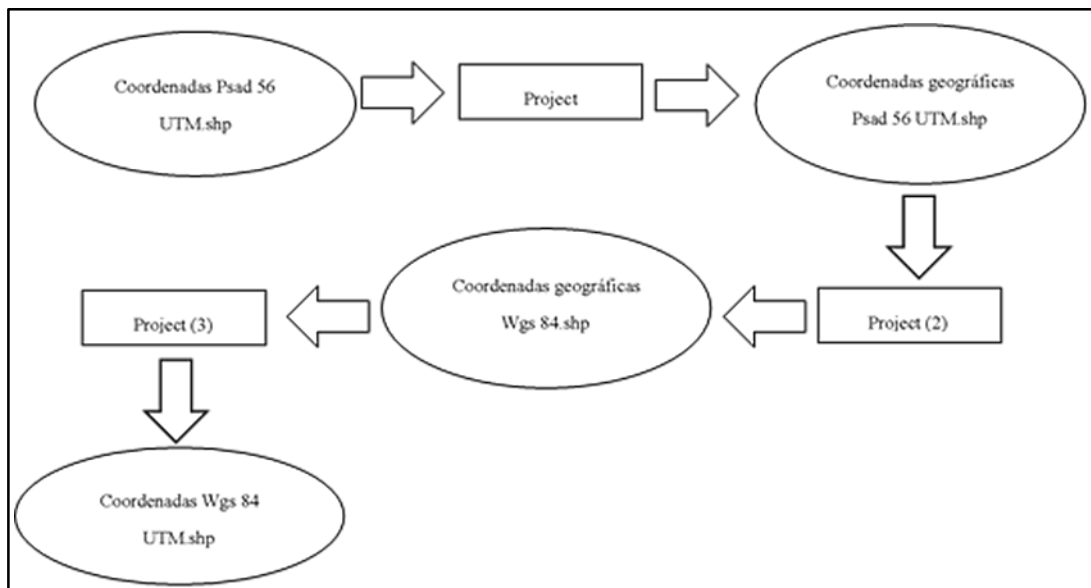 Coordenadas Psad 56
UTM.shp
Project
Coordenadas geográficas
Psad 56 UTM.shp
Project (2)
Coordenadas geográficas
Wgs 84.shp
Project (3)
Coordenadas Wgs 84
UTM.shp